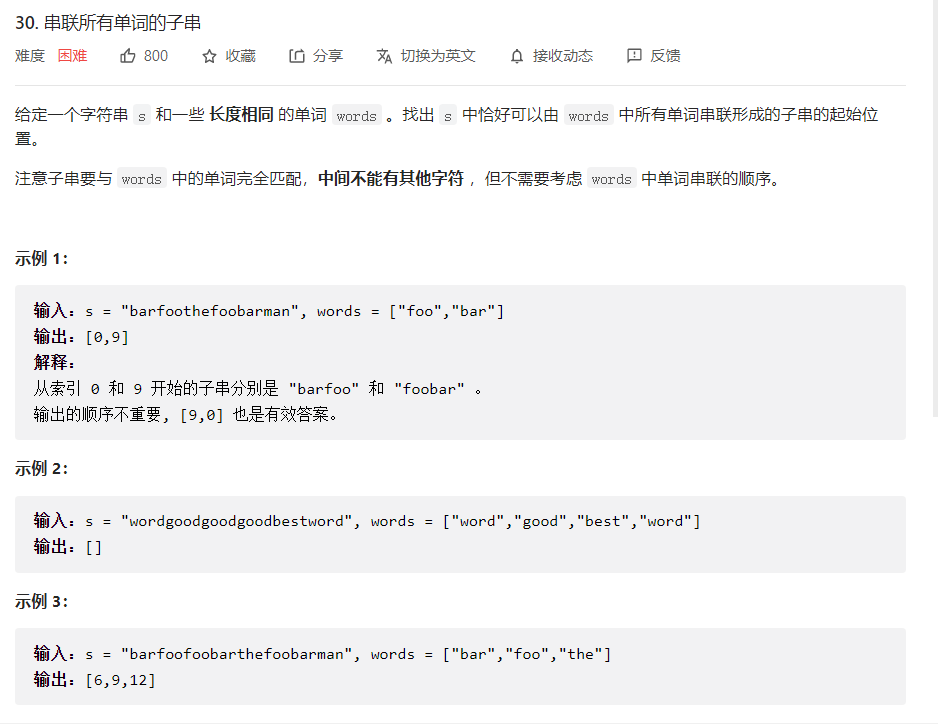 30. 串联所有单词的子串
难度 困难 800 收藏 分享 切换为英文 接收动态 反馈
给定一个字符串 s 和一些 长度相同 的单词 words 。找出 s 中恰好可以由 words 中所有单词串联形成的子串的起始位
置。
注意子串要与 words 中的单词完全匹配，中间不能有其他字符 ，但不需要考虑 words 中单词串联的顺序。
示例 1：
输入：s = "barfoothefoobarman", words = ["foo","bar"]
输出：[0,9]
解释：
从索引 0 和 9 开始的子串分别是 "barfoo" 和 "foobar" 。
输出的顺序不重要, [9,0] 也是有效答案。
示例 2：
输入：s = "wordgoodgoodgoodbestword", words = ["word","good","best","word"]
输出：[]
示例 3：
输入：s = "barfoofoobarthefoobarman", words = ["bar","foo","the"]
输出：[6,9,12]